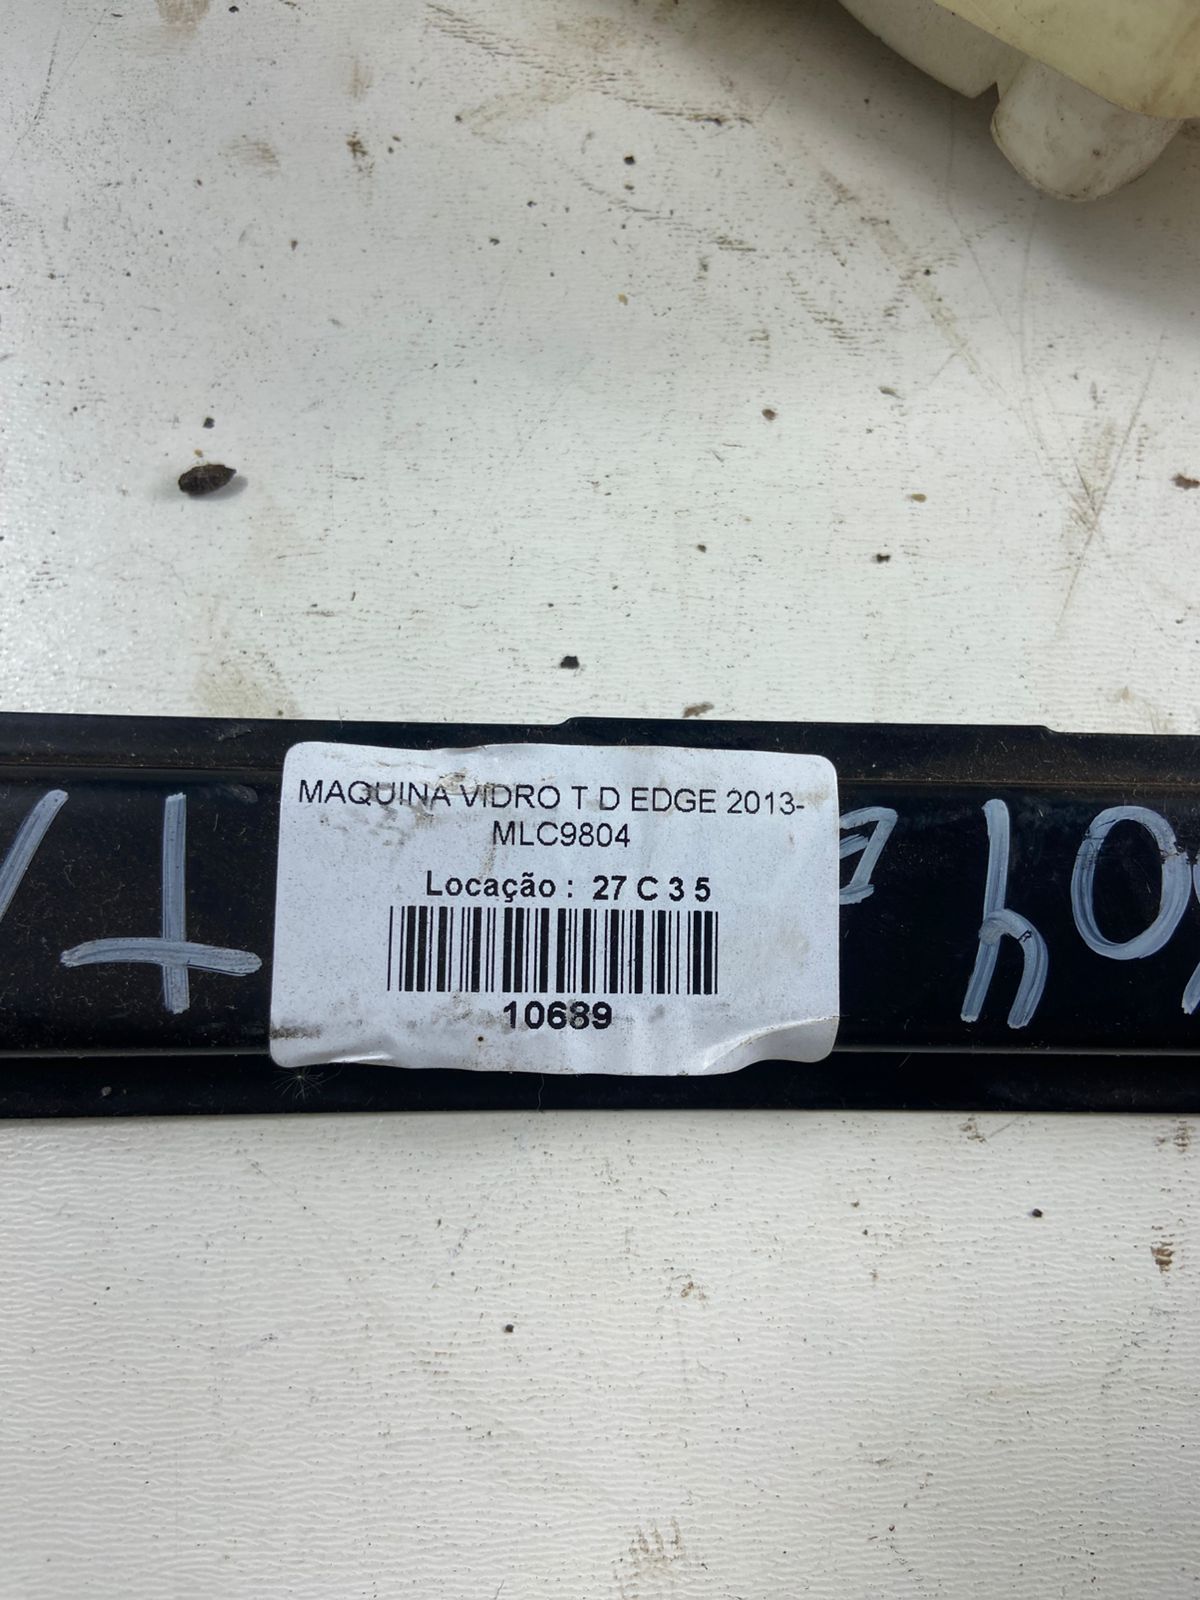 MAQUINA VIDRO T D EDGE 2013-
MLC9804
Locação : 27 C 3 5
10689